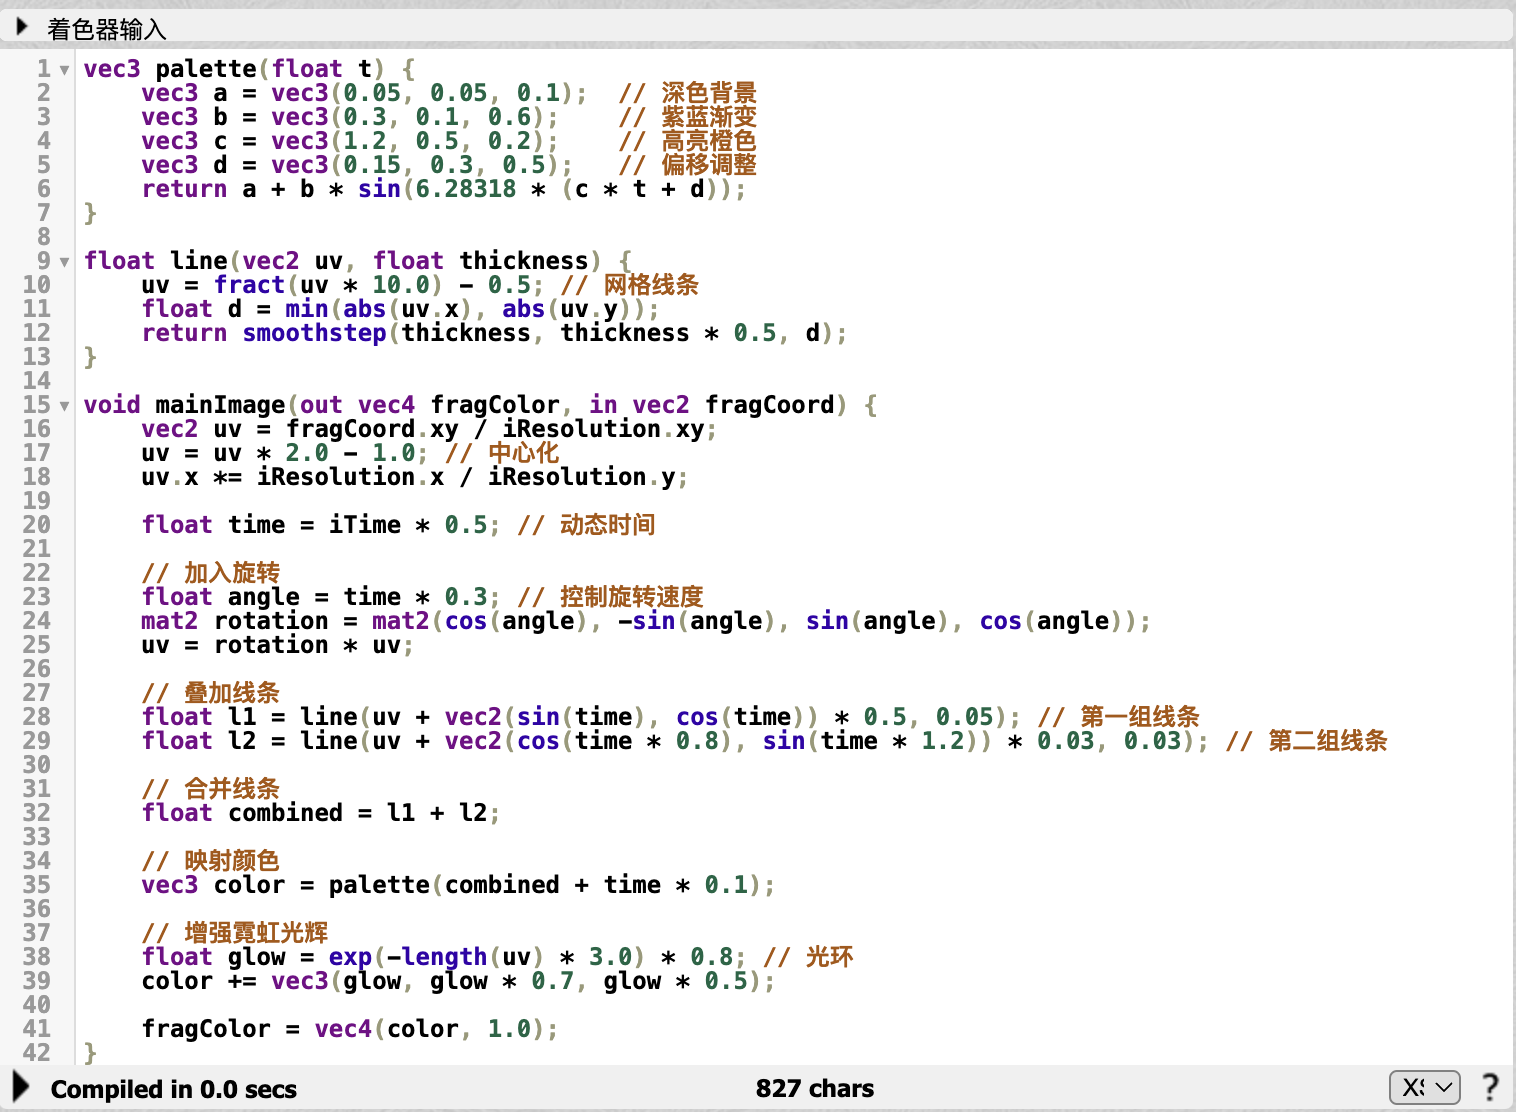 着色器输入
1 vec3 palette(float t) {
2     vec3 a = vec3(0.05, 0.05, 0.1);  // 深色背景
3     vec3 b = vec3(0.3, 0.1, 0.6);    // 紫蓝渐变
4     vec3 c = vec3(1.2, 0.5, 0.2);    // 高亮橙色
5     vec3 d = vec3(0.15, 0.3, 0.5);   // 偏移调整
6     return a + b * sin(6.28318 * (c * t + d));
7 }
8
9 float line(vec2 uv, float thickness) {
10     uv = fract(uv * 10.0) - 0.5; // 网格线条
11     float d = min(abs(uv.x), abs(uv.y));
12     return smoothstep(thickness, thickness * 0.5, d);
13 }
14
15 void mainImage(out vec4 fragColor, in vec2 fragCoord) {
16     vec2 uv = fragCoord.xy / iResolution.xy;
17     uv = uv * 2.0 - 1.0; // 中心化
18     uv.x *= iResolution.x / iResolution.y;
19
20     float time = iTime * 0.5; // 动态时间
21
22     // 加入旋转
23     float angle = time * 0.3; // 控制旋转速度
24     mat2 rotation = mat2(cos(angle), -sin(angle), sin(angle), cos(angle));
25     uv = rotation * uv;
26
27     // 叠加线条
28     float l1 = line(uv + vec2(sin(time), cos(time)) * 0.5, 0.05); // 第一组线条
29     float l2 = line(uv + vec2(cos(time * 0.8), sin(time * 1.2)) * 0.03, 0.03); // 第二组线条
30
31     // 合并线条
32     float combined = l1 + l2;
33
34     // 映射颜色
35     vec3 color = palette(combined + time * 0.1);
36
37     // 增强霓虹光辉
38     float glow = exp(-length(uv) * 3.0) * 0.8; // 光环
39     color += vec3(glow, glow * 0.7, glow * 0.5);
40
41     fragColor = vec4(color, 1.0);
42 }
Compiled in 0.0 secs 827 chars ?